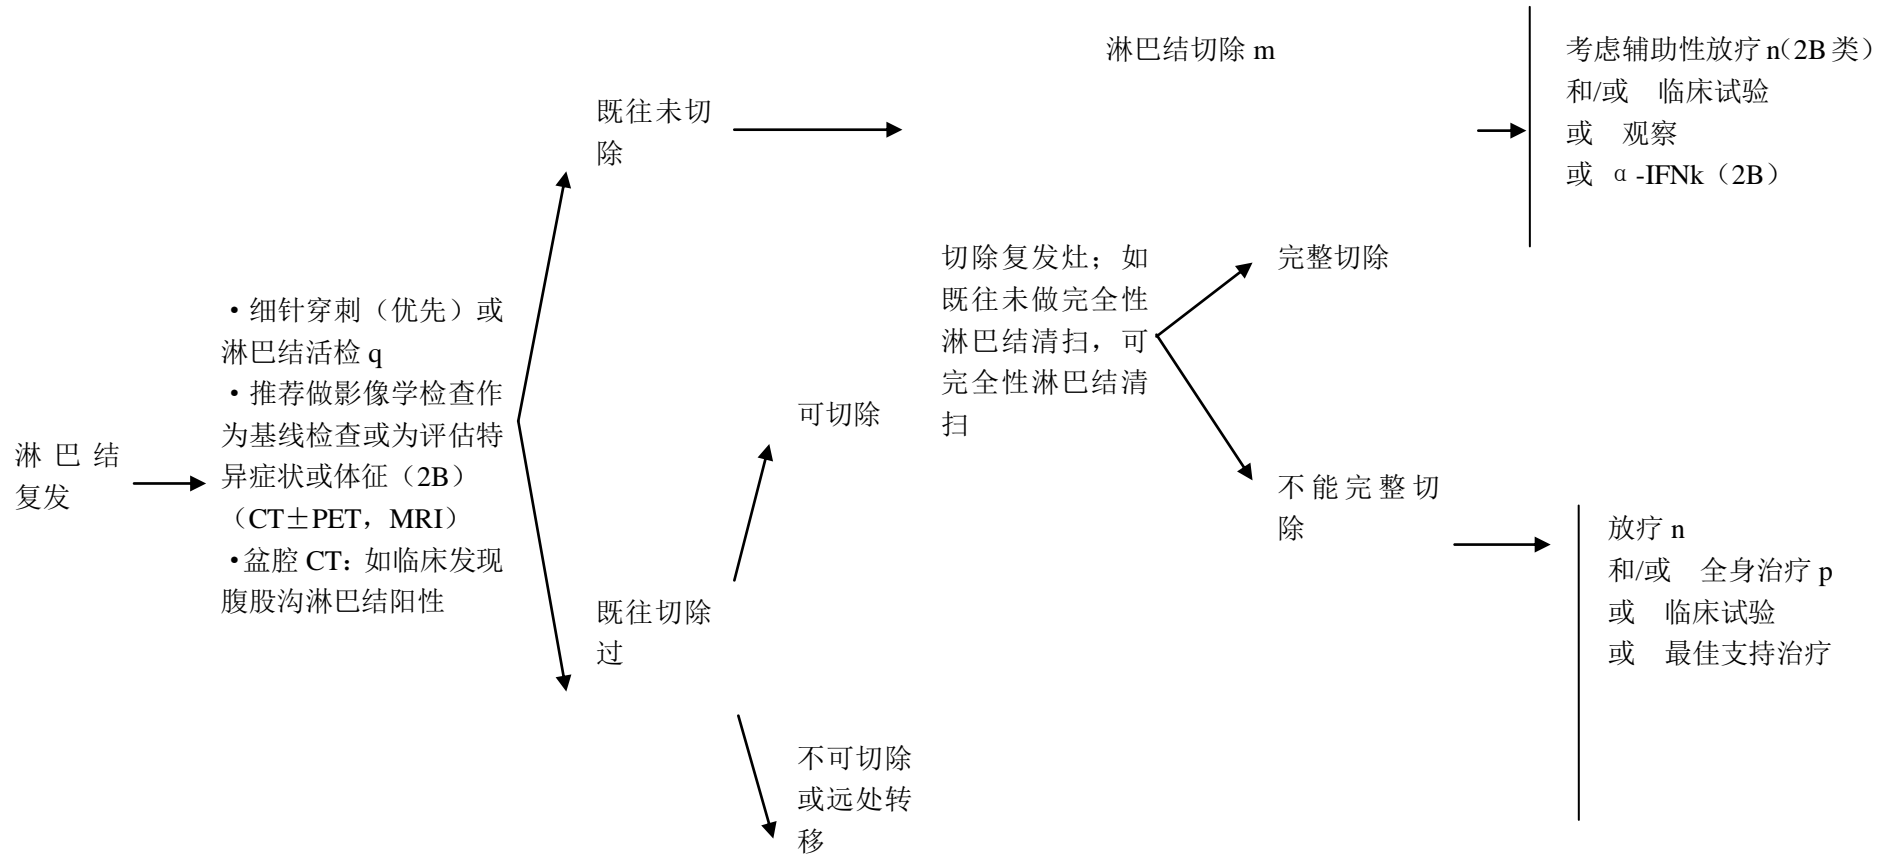 淋巴结
复发
·细针穿刺（优先）或
淋巴结活检 q
·推荐做影像学检查作
为基线检查或为评估特
异症状或体征（2B）
（CT±PET，MRI）
·盆腔 CT：如临床发现
腹股沟淋巴结阳性
既往未切
除
既往切除
过
可切除
不可切除
或远处转
移
淋巴结切除 m
切除复发灶；如
既往未做完全性
淋巴结清扫，可
完全性淋巴结清
扫
完整切除
不能完整切
除
考虑辅助性放疗 n（2B 类）
和/或 临床试验
或 观察
或 α-IFNk（2B）
放疗 n
和/或 全身治疗 p
或 临床试验
或 最佳支持治疗